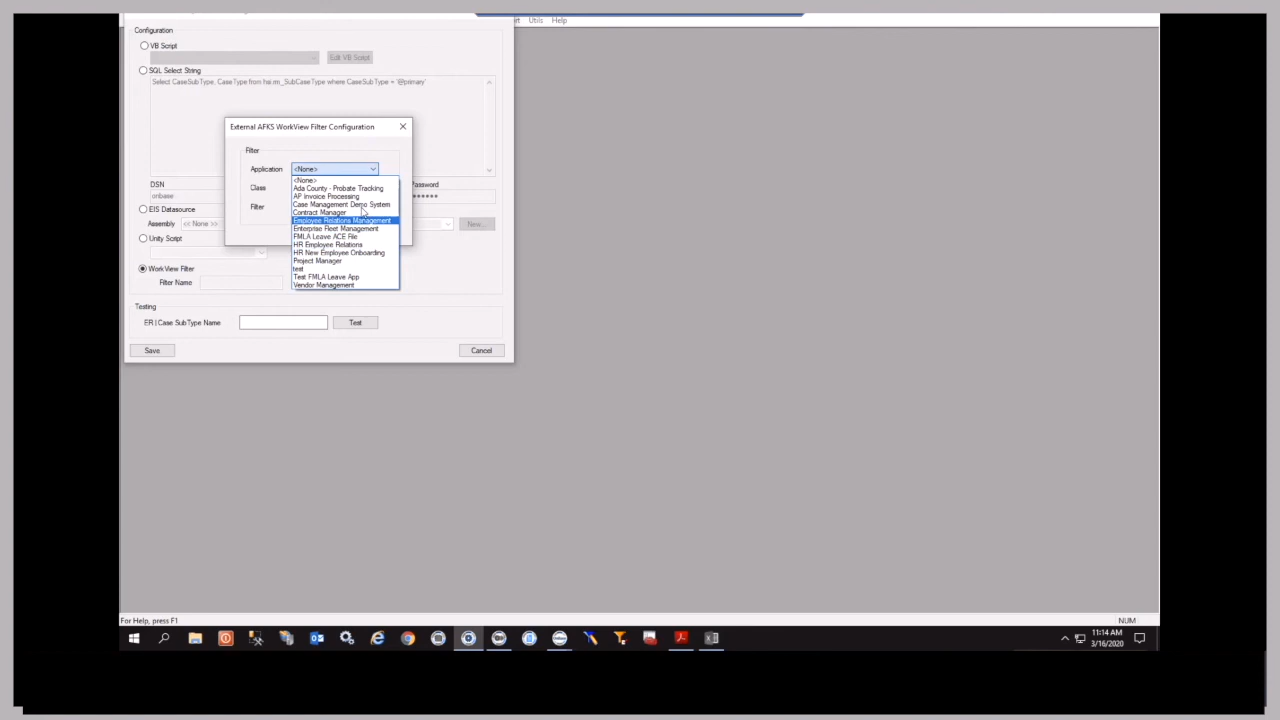 rt Utils Help
Configuration
VB Script
Edit VB Script
SQL Select String
Select CaseSubType, CaseType from hsi.rm_SubCaseType where CaseSubType = '@primary'
External AFKS WorkView Filter Configuration
Filter
Application <None>
<None>
Class
Ada County - Probate Tracking
AP Invoice Processing
Case Management Demo System
Filter
Contract Manager
Employee Relations Management
Enterprise Fleet Management
FMLA Leave ACE File
HR Employee Relations
HR New Employee Onboarding
Project Manager
test
Test FMLA Leave App
Vendor Management
DSN
Password
onbase
******
EIS Datasource
Assembly << None >>
New...
Unity Script
WorkView Filter
Filter Name
Testing
ER | Case SubType Name
Test
Save
Cancel
For Help, press F1
NUM
11:14 AM
3/16/2020